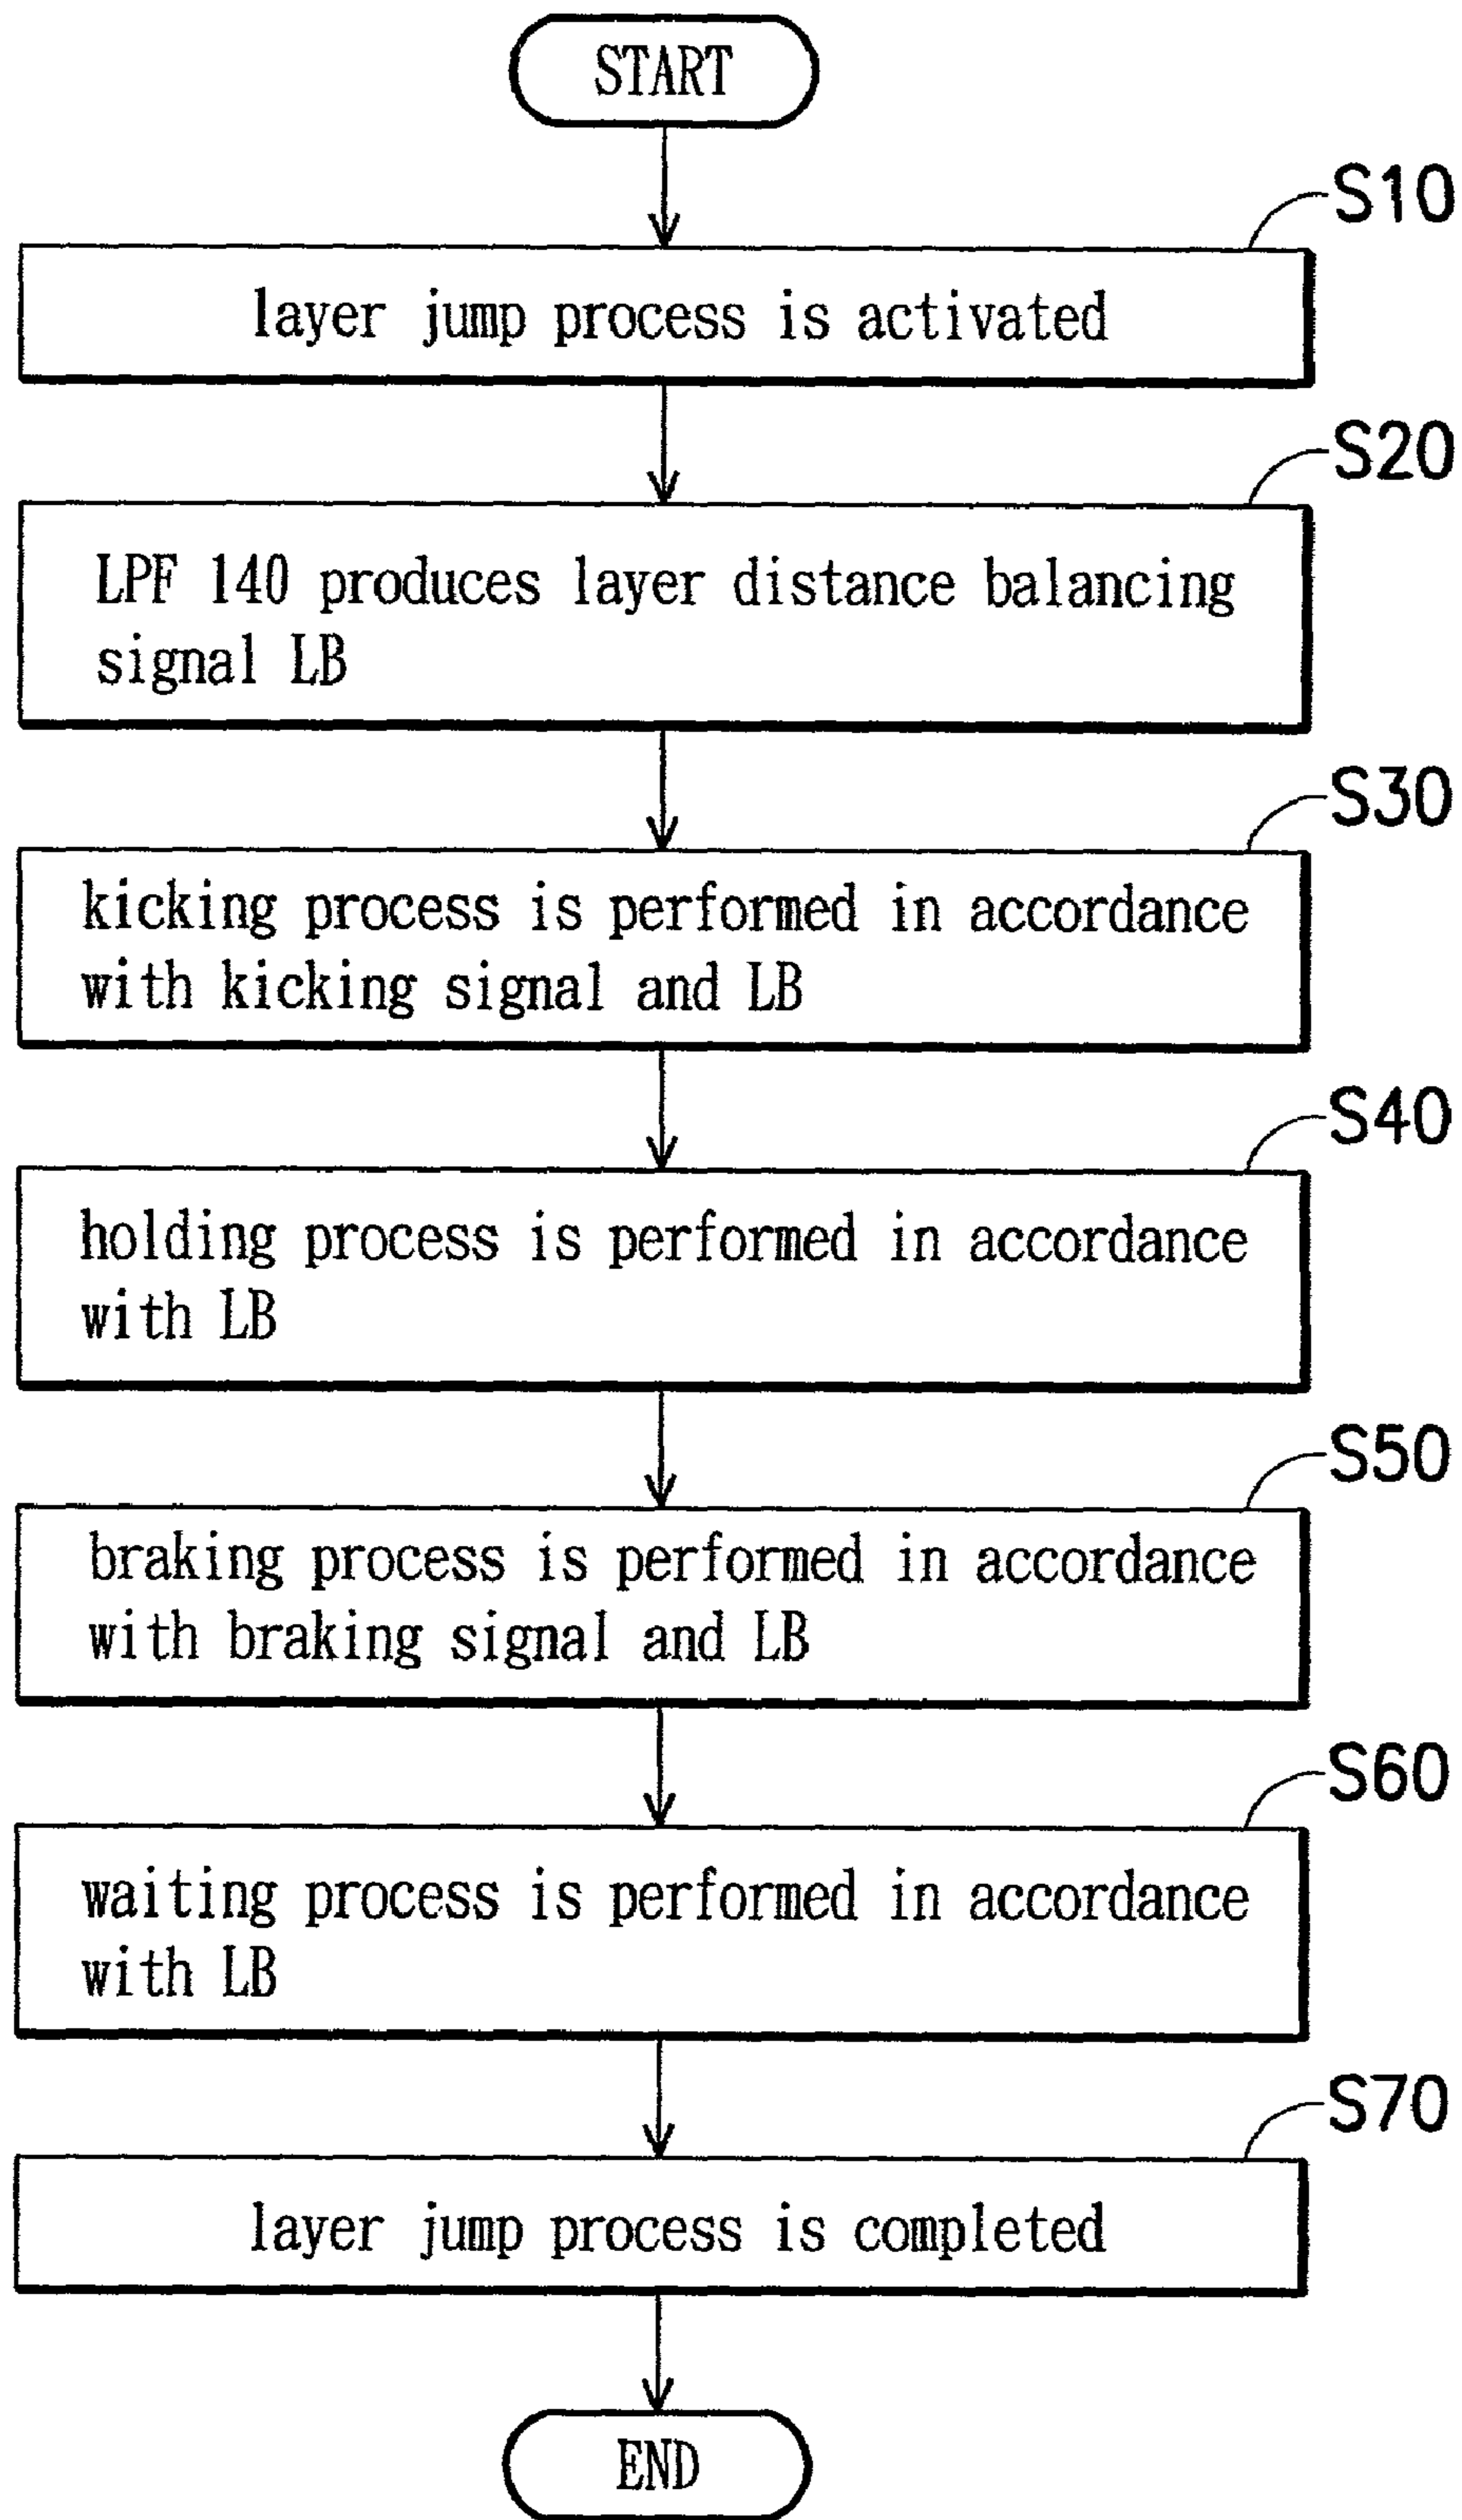 START
S10
layer jump process is activated
S20
LPF 140 produces layer distance balancing
signal LB
S30
kicking process is performed in accordance
with kicking signal and LB
S40
holding process is performed in accordance
with LB
S50
braking process is performed in accordance
with braking signal and LB
S60
waiting process is performed in accordance
with LB
S70
layer jump process is completed
END